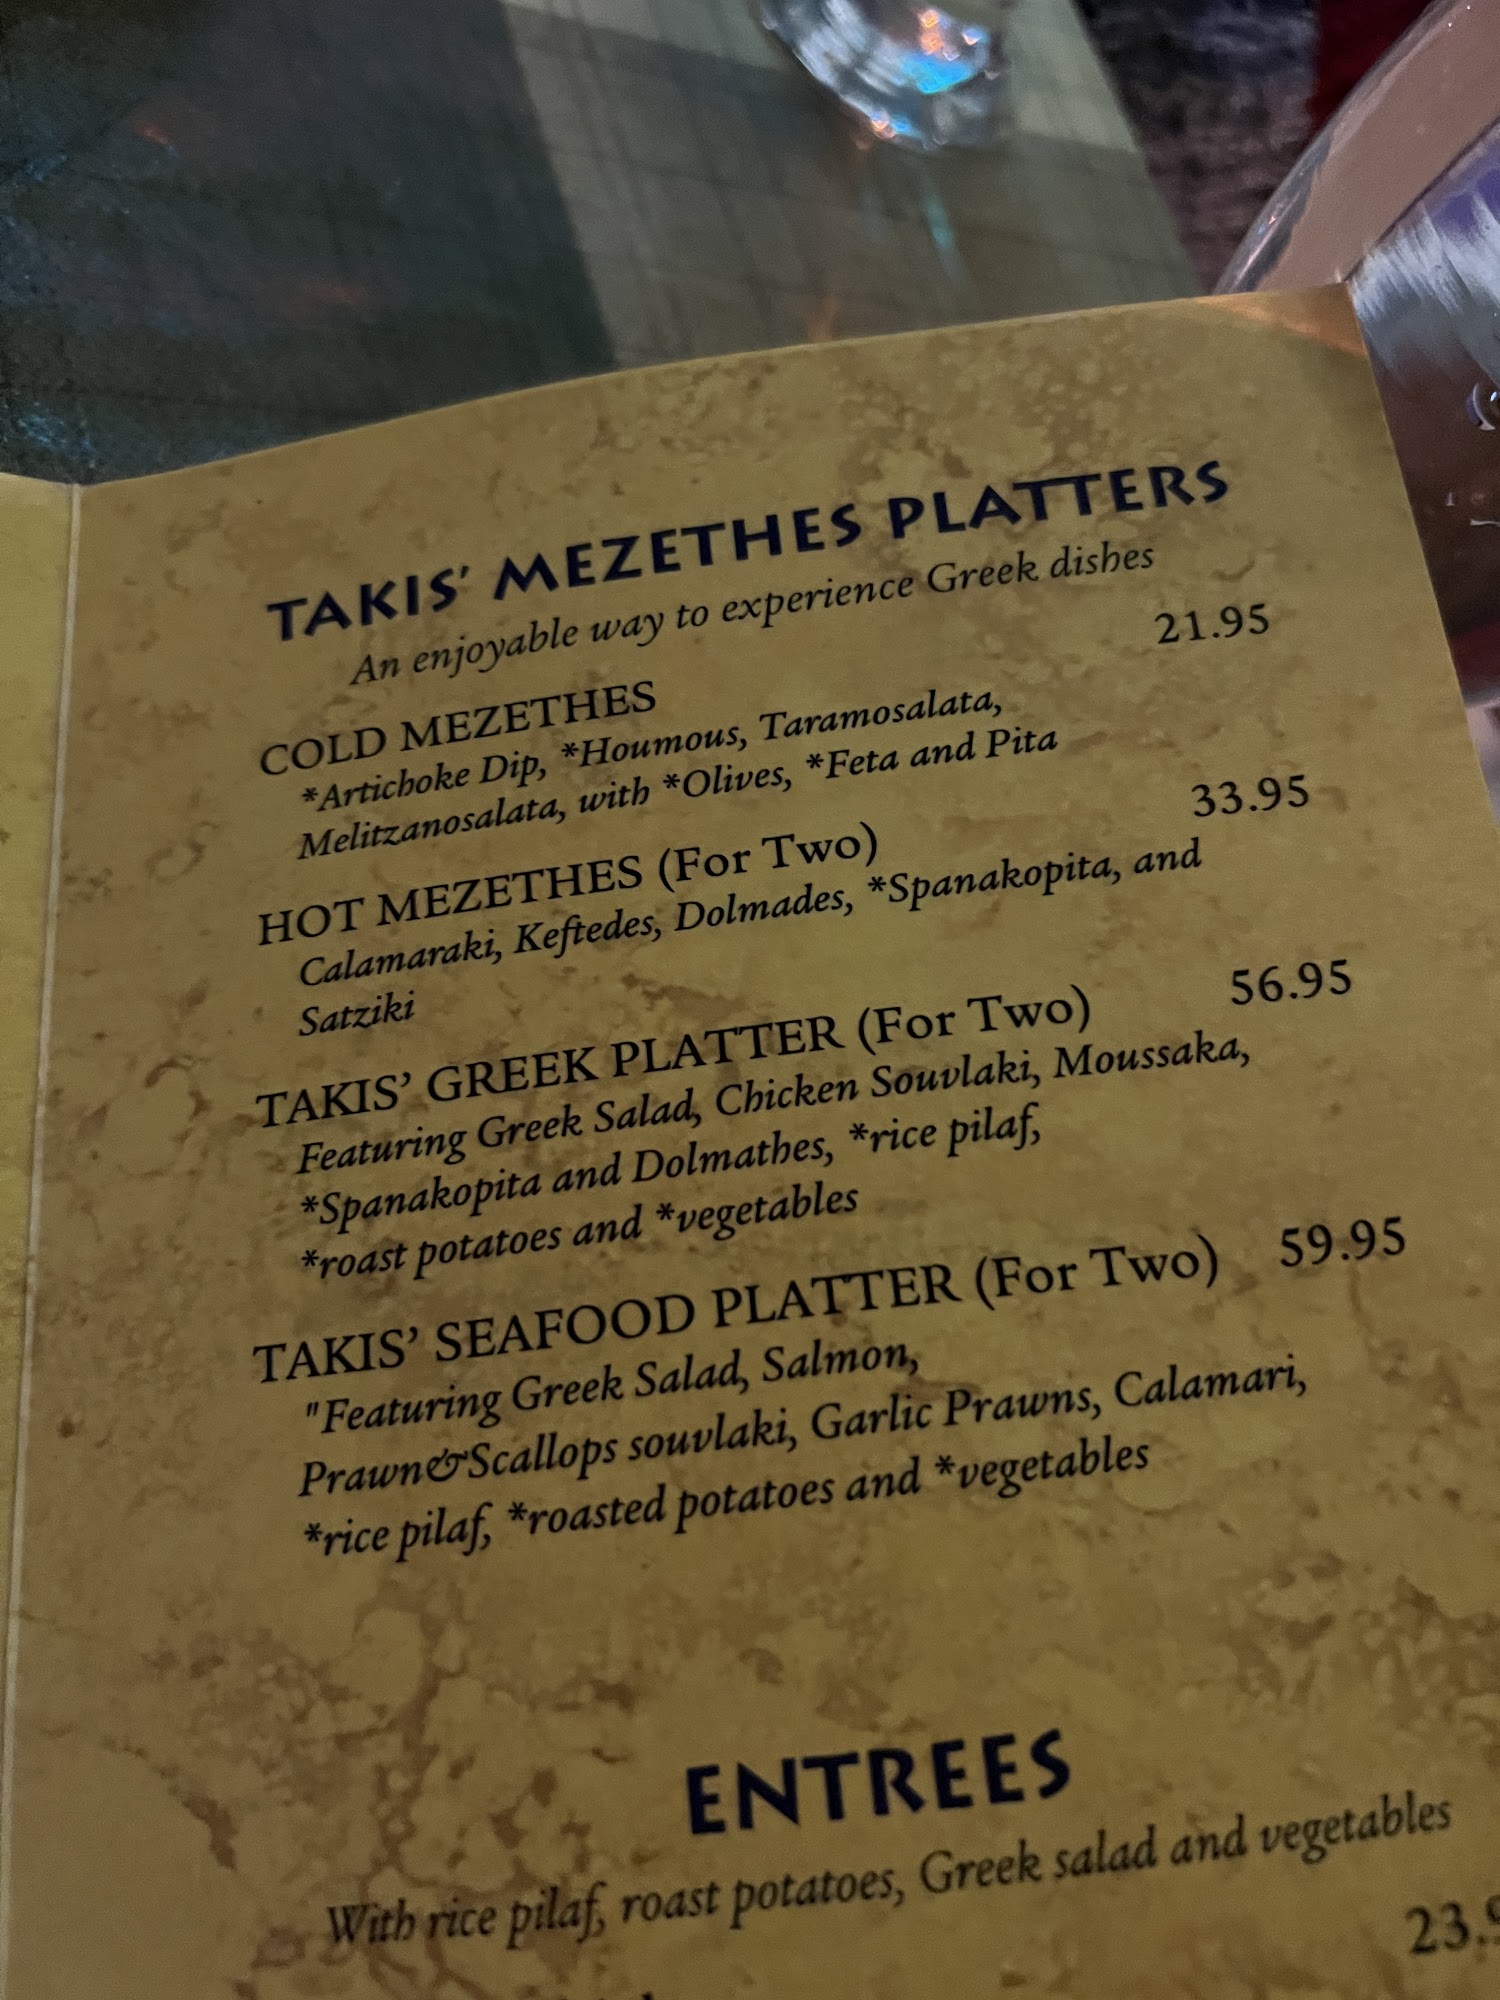 TAKIS' MEZETHES PLATTERS
An enjoyable way to experience Greek dishes
COLD MEZETHES 21.95
*Artichoke Dip, *Houmous, Taramosalata,
Melitzanosalata, with *Olives, *Feta and Pita
HOT MEZETHES (For Two) 33.95
Calamaraki, Keftedes, Dolmades, *Spanakopita, and
Satziki
TAKIS' GREEK PLATTER (For Two) 56.95
Featuring Greek Salad, Chicken Souvlaki, Moussaka,
*Spanakopita and Dolmathes, *rice pilaf,
*roast potatoes and *vegetables
TAKIS' SEAFOOD PLATTER (For Two) 59.95
"Featuring Greek Salad, Salmon,
Prawn&Scallops souvlaki, Garlic Prawns, Calamari,
*rice pilaf, *roasted potatoes and *vegetables
ENTREES
With rice pilaf, roast potatoes, Greek salad and vegetables